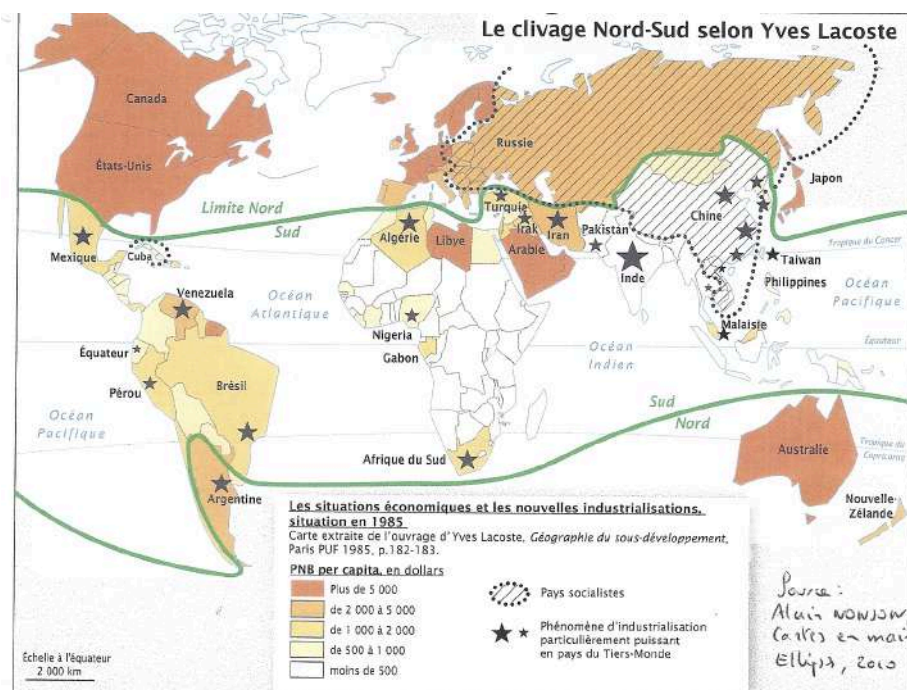 Le clivage Nord-Sud selon Yves Lacoste
Canada
États-Unis
Russie
Japon
Limite Nord
Sud
Turquie
Chine
Algérie
Libye
Irak
Iran
Pakistan
Arabie
Mexique
Cuba
Inde
Tropique du Cancer
Taiwan
Philippines
Océan
Pacifique
Océan
Atlantique
Venezuela
Nigeria
Gabon
Malaisie
Équateur
Équateur
Océan
Indien
Pérou
Brésil
Océan
Pacifique
Sud
Nord
Afrique du Sud
Australie
Tropique du
Capricorne
Argentine
Nouvelle-
Zélande
Les situations économiques et les nouvelles industrialisations,
situation en 1985
Carte extraite de l'ouvrage d'Yves Lacoste, Géographie du sous-développement,
Paris PUF 1985, p.182-183.
PNB per capita, en dollars
Plus de 5 000
de 2 000 à 5 000
de 1 000 à 2 000
de 500 à 1 000
moins de 500
Pays socialistes
Phénomène d'industrialisation
particulièrement puissant
en pays du Tiers-Monde
Échelle à l'équateur
2 000 km
Source :
Alain
Cartes en
Ellipses, 2010